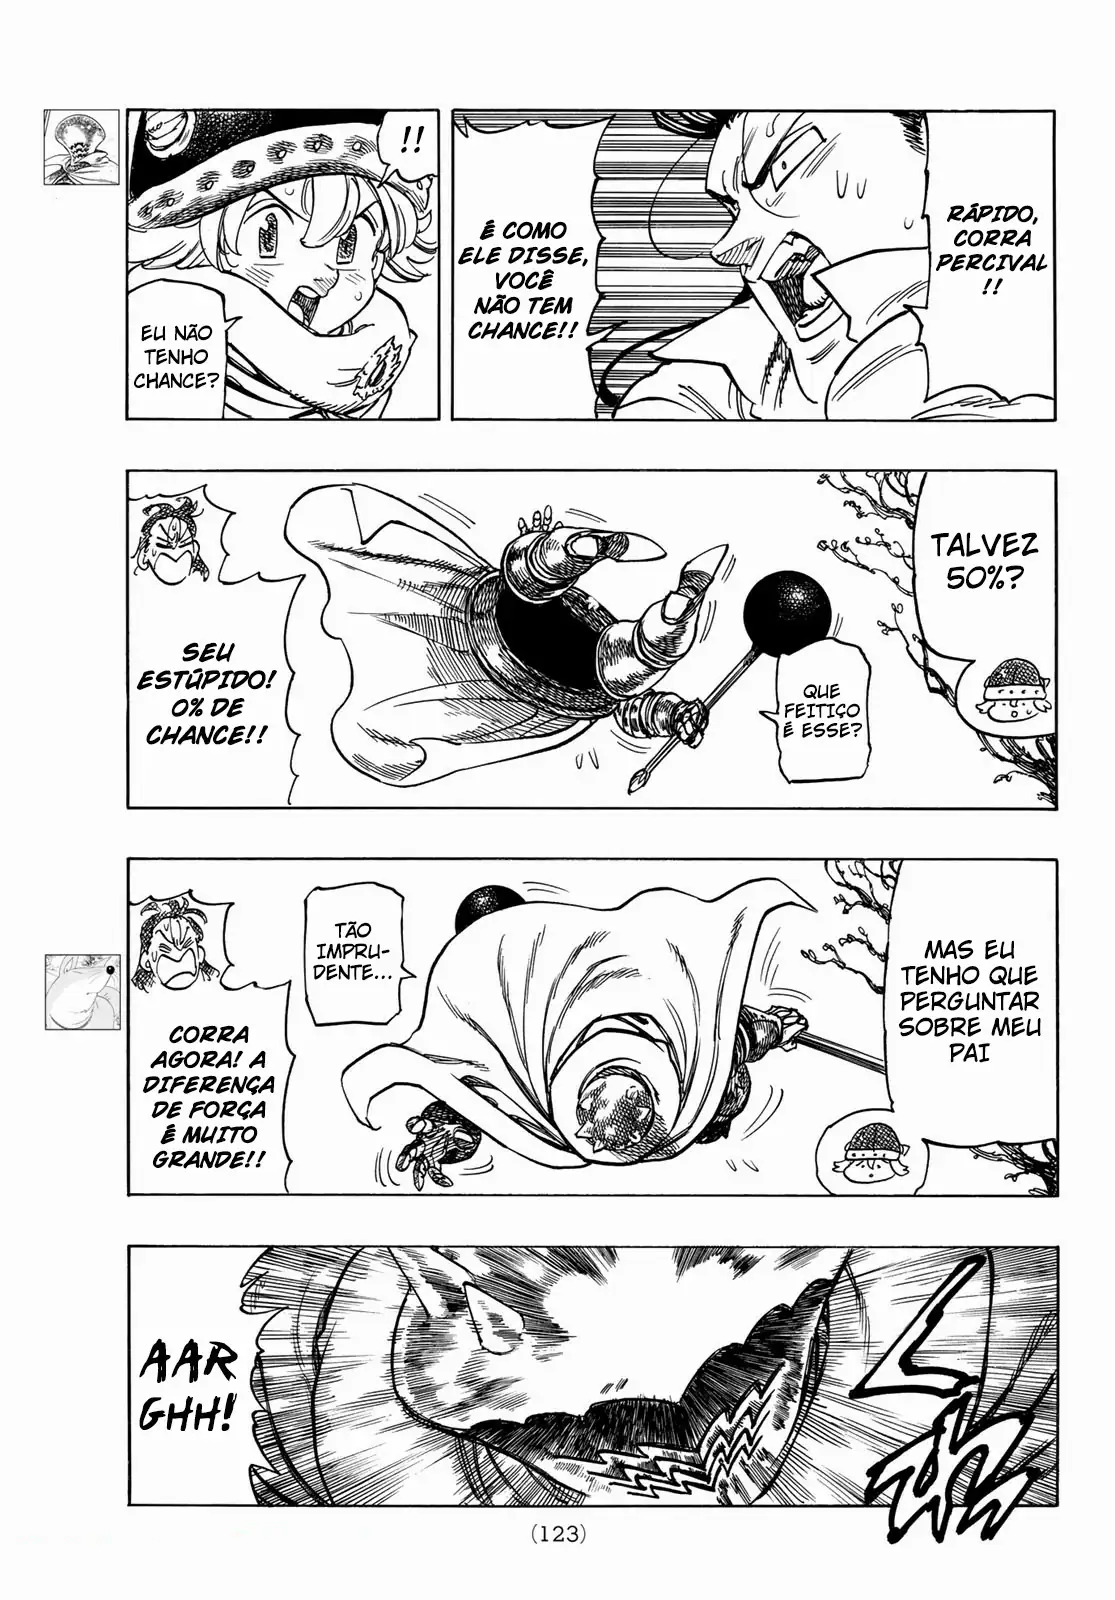 RÁPIDO,
CORRA
PERCIVAL
!!
É COMO
ELE DISSE,
VOCÊ
NÃO TEM
CHANCE!!
!!
EU NÃO
TENHO
CHANCE?
TALVEZ
50%?
QUE
FEITIÇO
É ESSE?
SEU
ESTÚPIDO!
0% DE
CHANCE!!
MAS EU
TENHO QUE
PERGUNTAR
SOBRE MEU
PAI
TÃO
IMPRU-
DENTE...
CORRA
AGORA! A
DIFERENÇA
DE FORÇA
É MUITO
GRANDE!!
AAR
GHH!
(123)